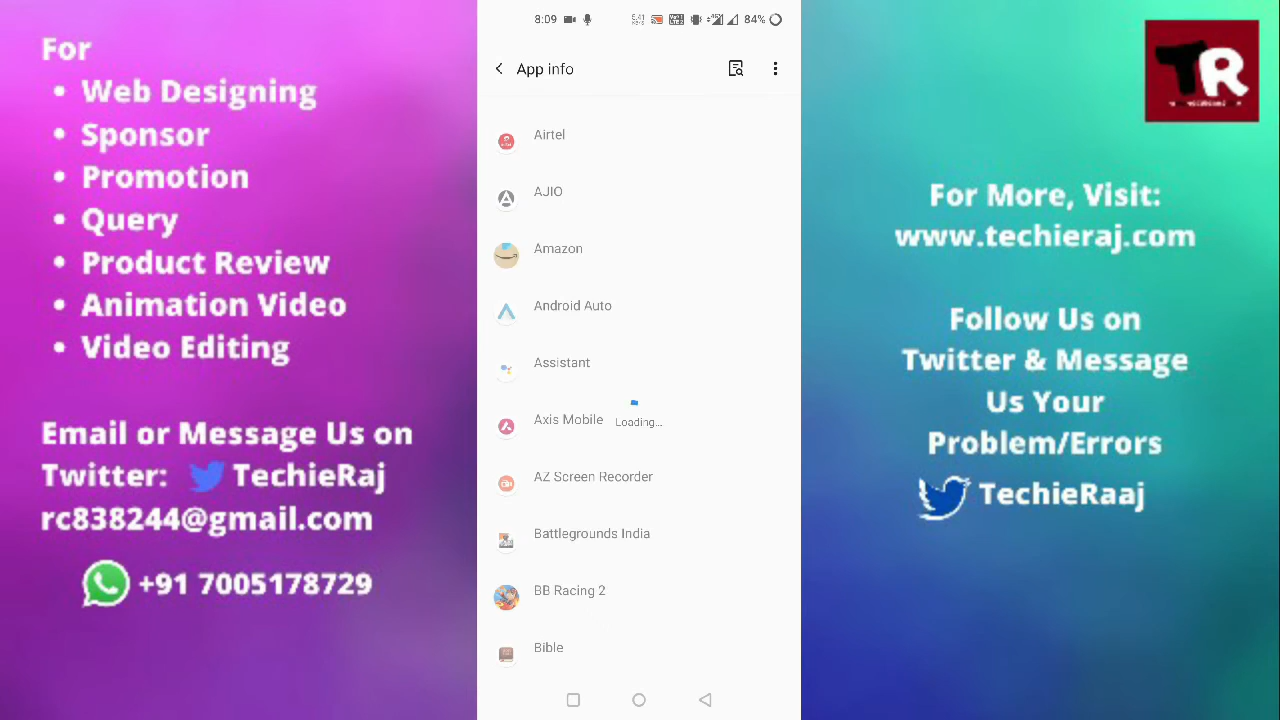 For
• Web Designing
• Sponsor
• Promotion
• Query
• Product Review
• Animation Video
• Video Editing
Email or Message Us on
Twitter: TechieRaj
rc838244@gmail.com
+91 7005178729
8:09
84%
App info
Airtel
AJIO
Amazon
Android Auto
Assistant
Axis Mobile
Loading...
AZ Screen Recorder
Battlegrounds India
BB Racing 2
Bible
TR
For More, Visit:
www.techieraj.com
Follow Us on
Twitter & Message
Us Your
Problem/Errors
TechieRaaj